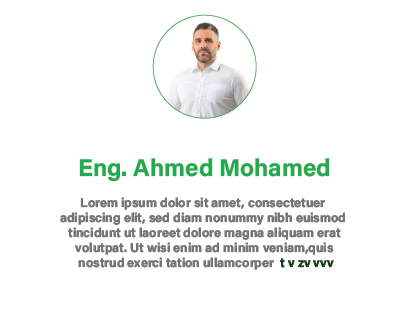 Eng. Ahmed Mohamed
Lorem ipsum dolor sit amet, consectetuer
adipiscing elit, sed diam nonummy nibh euismod
tincidunt ut laoreet dolore magna aliquam erat
volutpat. Ut wisi enim ad minim veniam,quis
nostrud exerci tation ullamcorper t v zv vvv